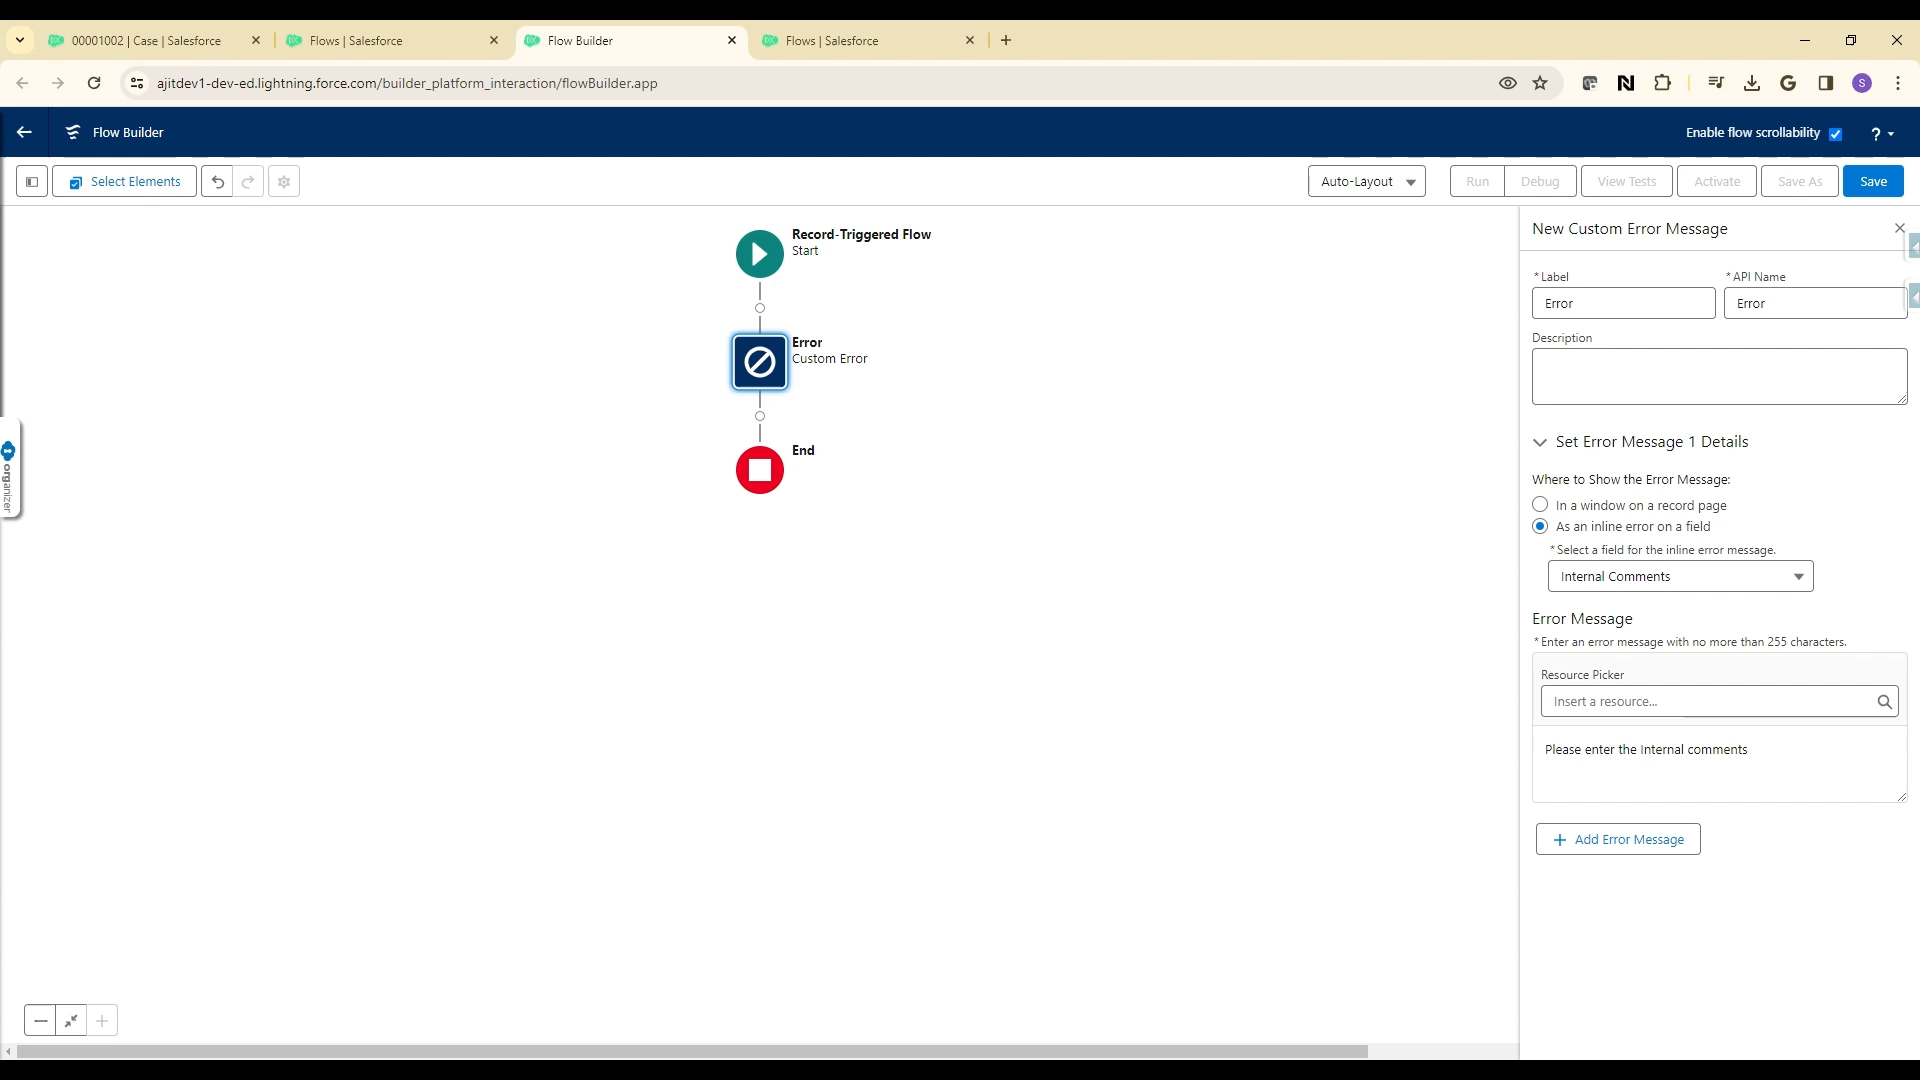 00001002 | Case | Salesforce
Flows | Salesforce
Flow Builder
Flows | Salesforce
ajitdev1-dev-ed.lightning.force.com/builder_platform_interaction/flowBuilder.app
S
Flow Builder
Enable flow scrollability
?
Select Elements
Auto-Layout
Run
Debug
View Tests
Activate
Save As
Save
Record-Triggered Flow
Start
Error
Custom Error
End
organizer
New Custom Error Message
*Label
*API Name
Error
Error
Description
Set Error Message 1 Details
Where to Show the Error Message:
In a window on a record page
As an inline error on a field
*Select a field for the inline error message.
Internal Comments
Error Message
*Enter an error message with no more than 255 characters.
Resource Picker
Insert a resource...
Please enter the Internal comments
Add Error Message